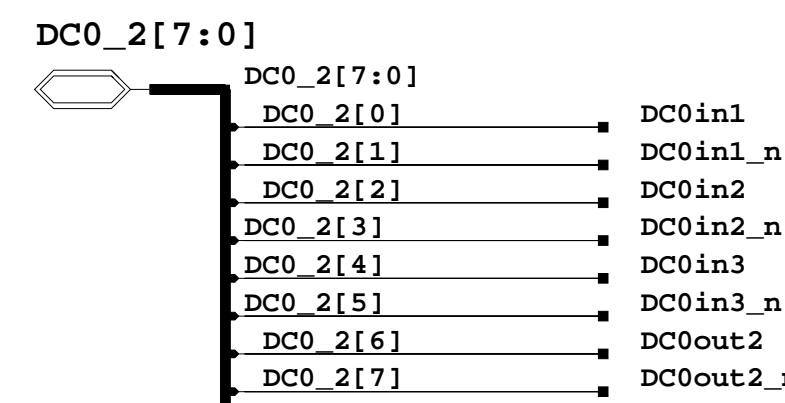 DC0_2[7:0]
DC0_2[7:0]
DC0_2[0] DC0in1
DC0_2[1] DC0in1_n
DC0_2[2] DC0in2
DC0_2[3] DC0in2_n
DC0_2[4] DC0in3
DC0_2[5] DC0in3_n
DC0_2[6] DC0out2
DC0_2[7]